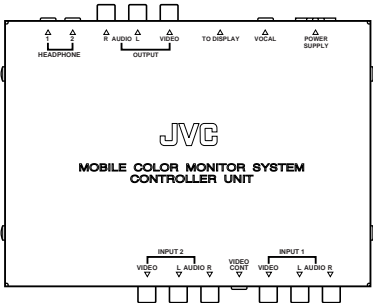 1 2 R AUDIO L VIDEO TO DISPLAY VOCAL POWER SUPPLY
HEADPHONE OUTPUT
JVC
MOBILE COLOR MONITOR SYSTEM
CONTROLLER UNIT
INPUT 2 INPUT 1
VIDEO L AUDIO R VIDEO CONT VIDEO L AUDIO R